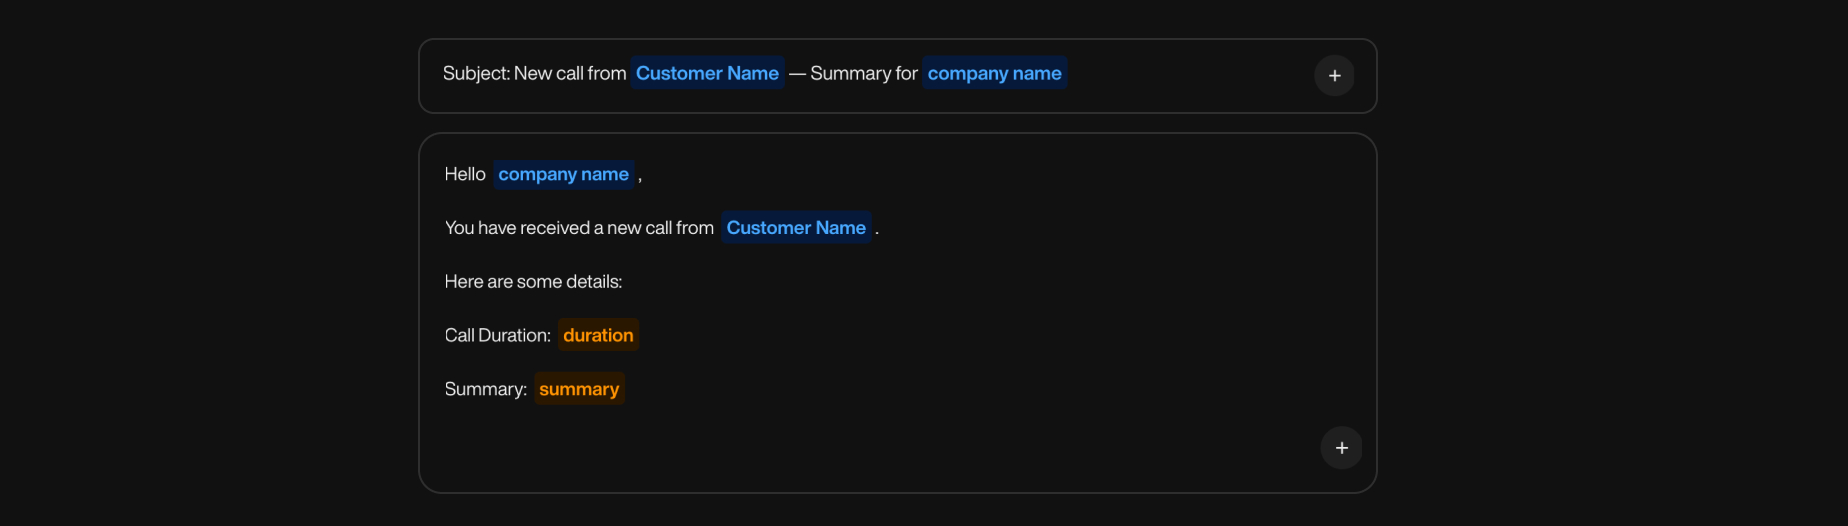 Subject: New call from Customer Name — Summary for company name
+
Hello company name ,
You have received a new call from Customer Name .
Here are some details:
Call Duration: duration
Summary: summary
+